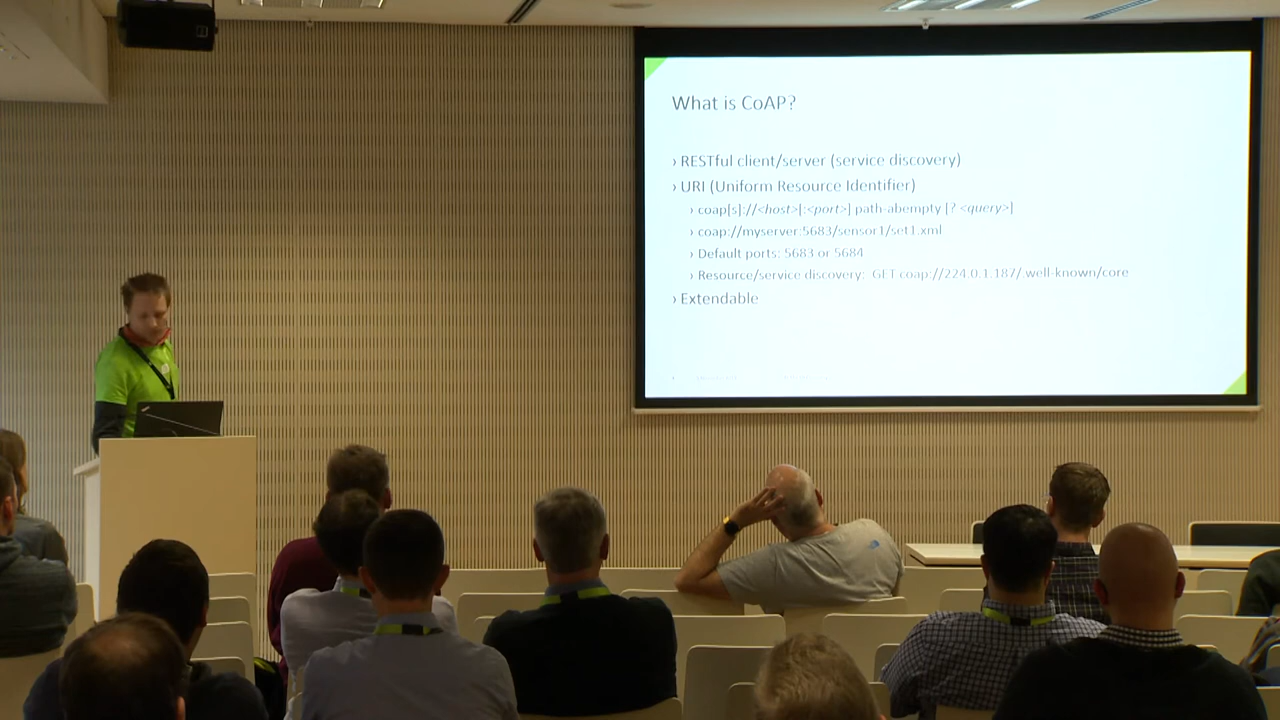 What is CoAP?
› RESTful client/server (service discovery)
› URI (Uniform Resource Identifier)
› coap[s]://<host>[:<port>] path-abempty [? <query>]
› coap://myserver:5683/sensor1/set1.xml
› Default ports: 5683 or 5684
› Resource/service discovery: GET coap://224.0.1.187/.well-known/core
› Extendable